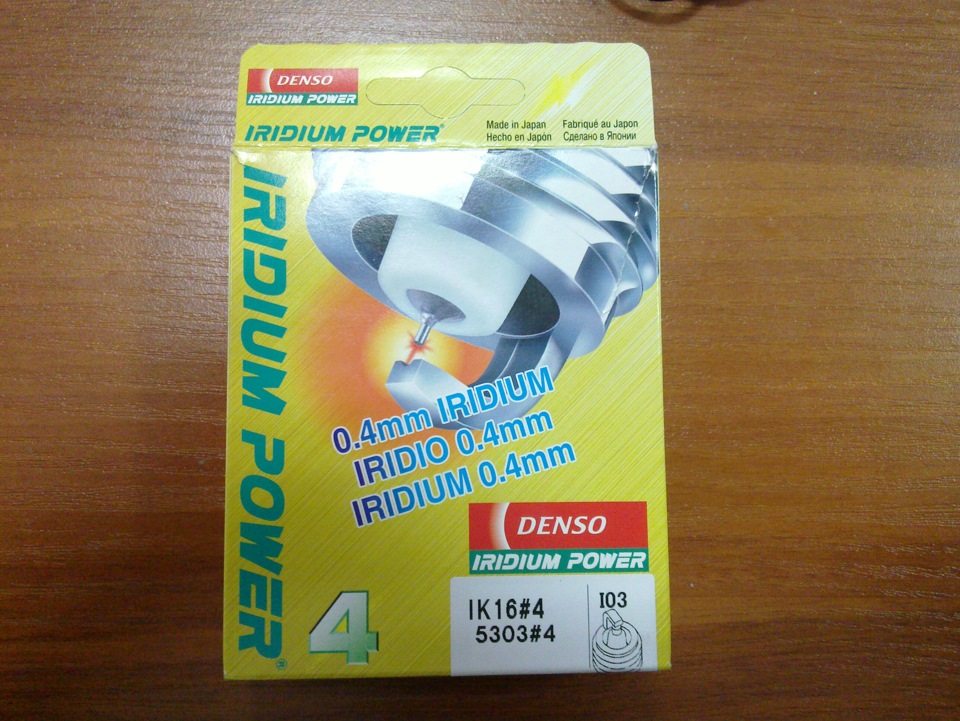 DENSO
IRIDIUM POWER
IRIDIUM POWER®
Made in Japan
Hecho en Japón
Fabriqué au Japon
Сделано в Японии
IRIDIUM POWER®
0.4mm IRIDIUM
IRIDIO 0.4mm
IRIDIUM 0.4mm
DENSO
IRIDIUM POWER
4
IK16#4
5303#4
I03